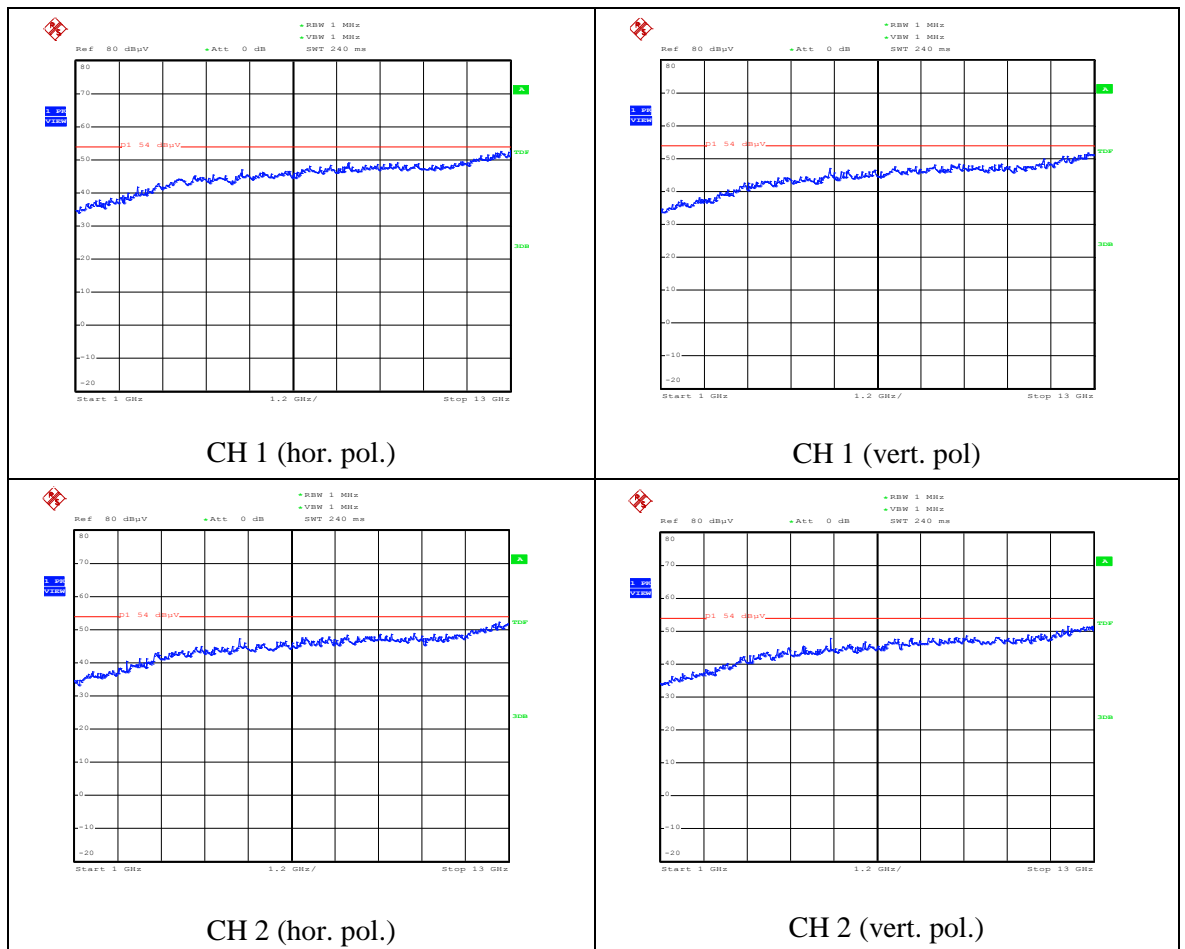 RBW 1 MHz
VBW 1 MHz
Ref 80 dBµV Att 0 dB SWT 240 ms
80
A
70
1 PK
VIEW
60
D1 54 dBµV
TDF
50
40
30
3DB
20
10
0
-10
-20
Start 1 GHz 1.2 GHz/ Stop 13 GHz
CH 1 (hor. pol.)
RBW 1 MHz
VBW 1 MHz
Ref 80 dBµV Att 0 dB SWT 240 ms
80
A
70
1 PK
VIEW
60
D1 54 dBµV
TDF
50
40
30
3DB
20
10
0
-10
-20
Start 1 GHz 1.2 GHz/ Stop 13 GHz
CH 1 (vert. pol)
RBW 1 MHz
VBW 1 MHz
Ref 80 dBµV Att 0 dB SWT 240 ms
80
A
70
1 PK
VIEW
60
D1 54 dBµV
TDF
50
40
30
3DB
20
10
0
-10
-20
Start 1 GHz 1.2 GHz/ Stop 13 GHz
CH 2 (hor. pol.)
RBW 1 MHz
VBW 1 MHz
Ref 80 dBµV Att 0 dB SWT 240 ms
80
A
70
1 PK
VIEW
60
D1 54 dBµV
TDF
50
40
30
3DB
20
10
0
-10
-20
Start 1 GHz 1.2 GHz/ Stop 13 GHz
CH 2 (vert. pol.)